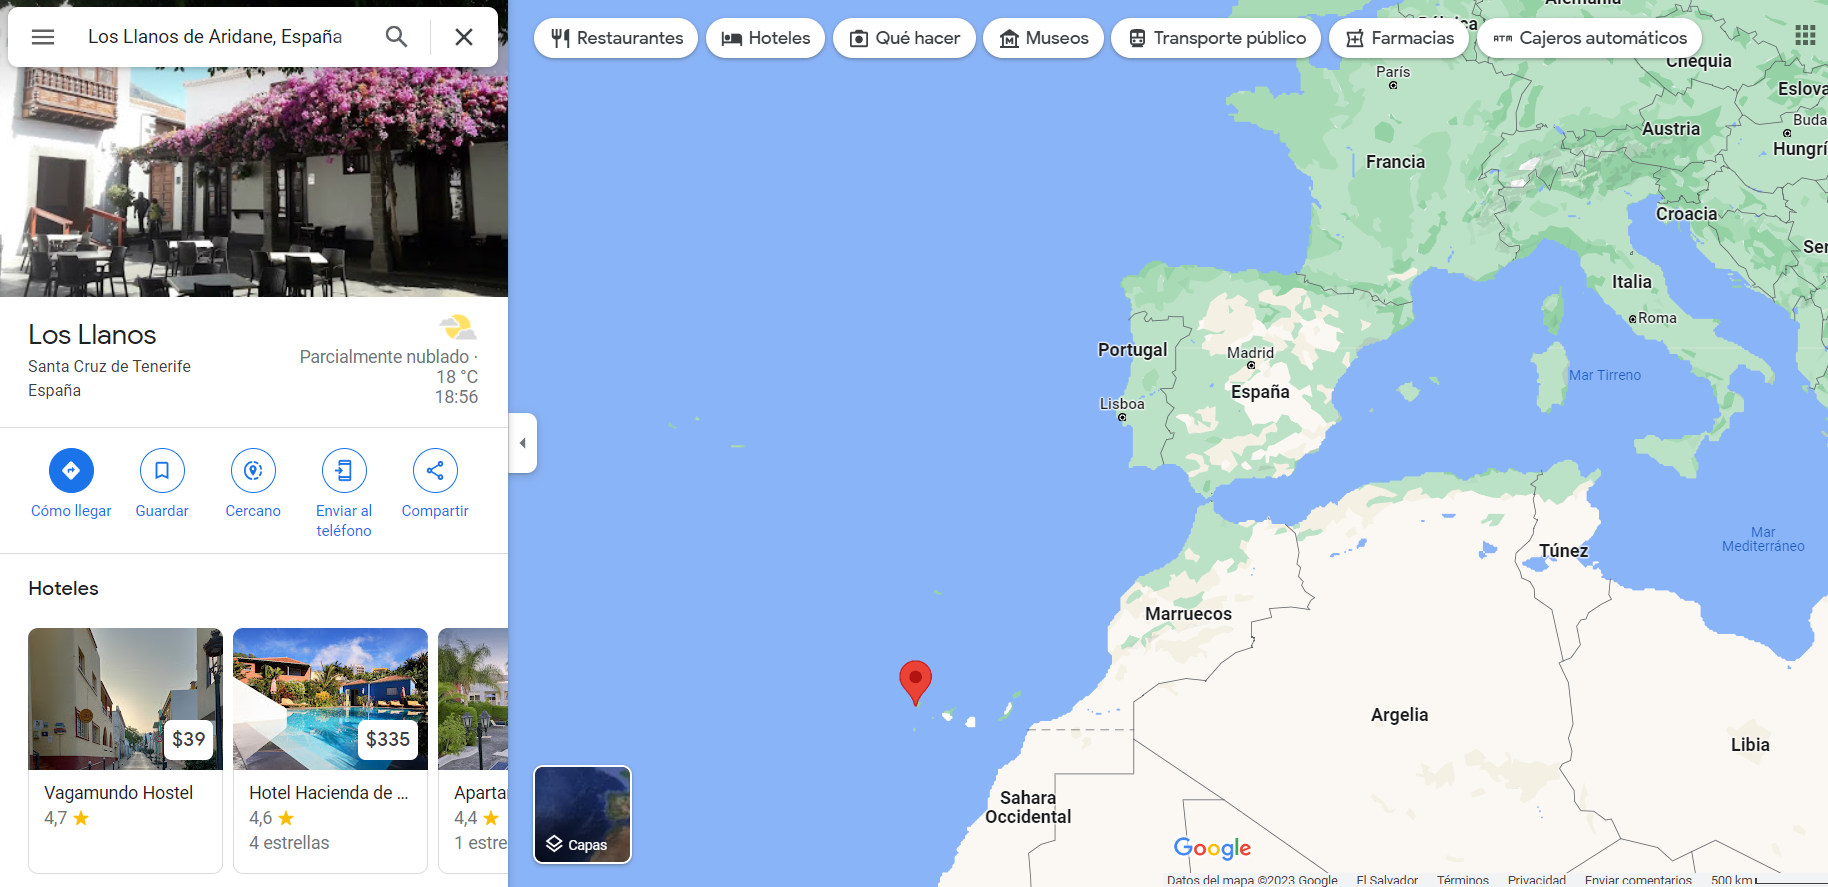 Los Llanos de Aridane, España
Restaurantes
Hoteles
Qué hacer
Museos
Transporte público
Farmacias
ATM
Cajeros automáticos
Los Llanos
Santa Cruz de Tenerife
España
Parcialmente nublado ·
18 °C
18:56
Cómo llegar
Guardar
Cercano
Enviar al
teléfono
Compartir
Hoteles
$39
Vagamundo Hostel
4,7
$335
Hotel Hacienda de ...
4,6
4 estrellas
Aparta
4,4
1 estre
París
Chequia
Eslova
Austria
Buda
Hungrí
Francia
Croacia
Ser
Italia
Roma
Portugal
Madrid
España
Mar Tirreno
Lisboa
Mar
Mediterráneo
Túnez
Marruecos
Argelia
Libia
Sahara
Occidental
Capas
Google
Datos del mapa ©2023 Google
El Salvador
Términos
Privacidad
Enviar comentarios
500 km